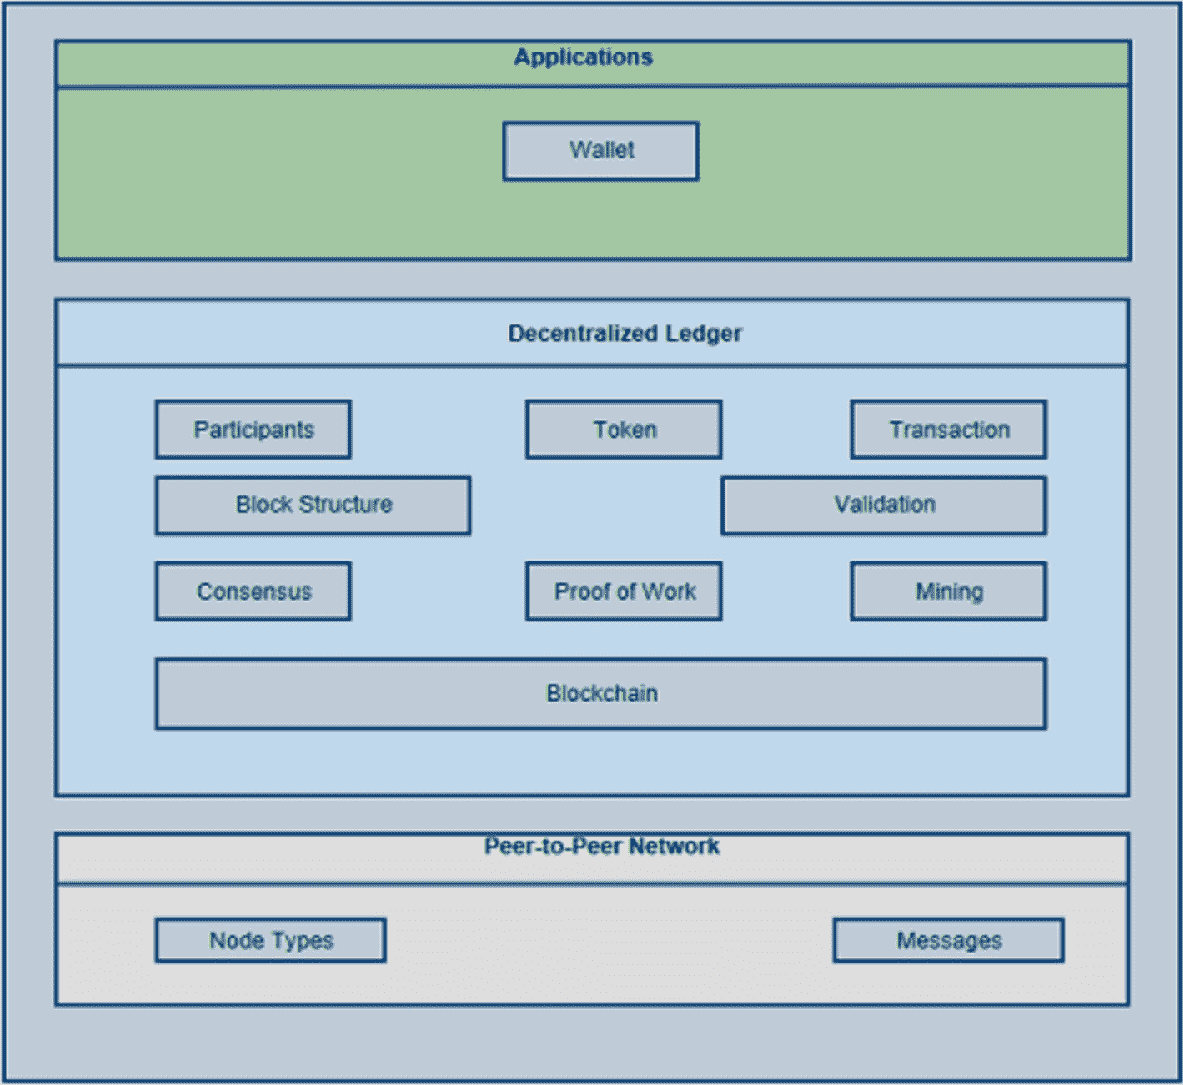 Applications
Wallet
Decentralized Ledger
Participants
Token
Transaction
Block Structure
Validation
Consensus
Proof of Work
Mining
Blockchain
Peer-to-Peer Network
Node Types
Messages